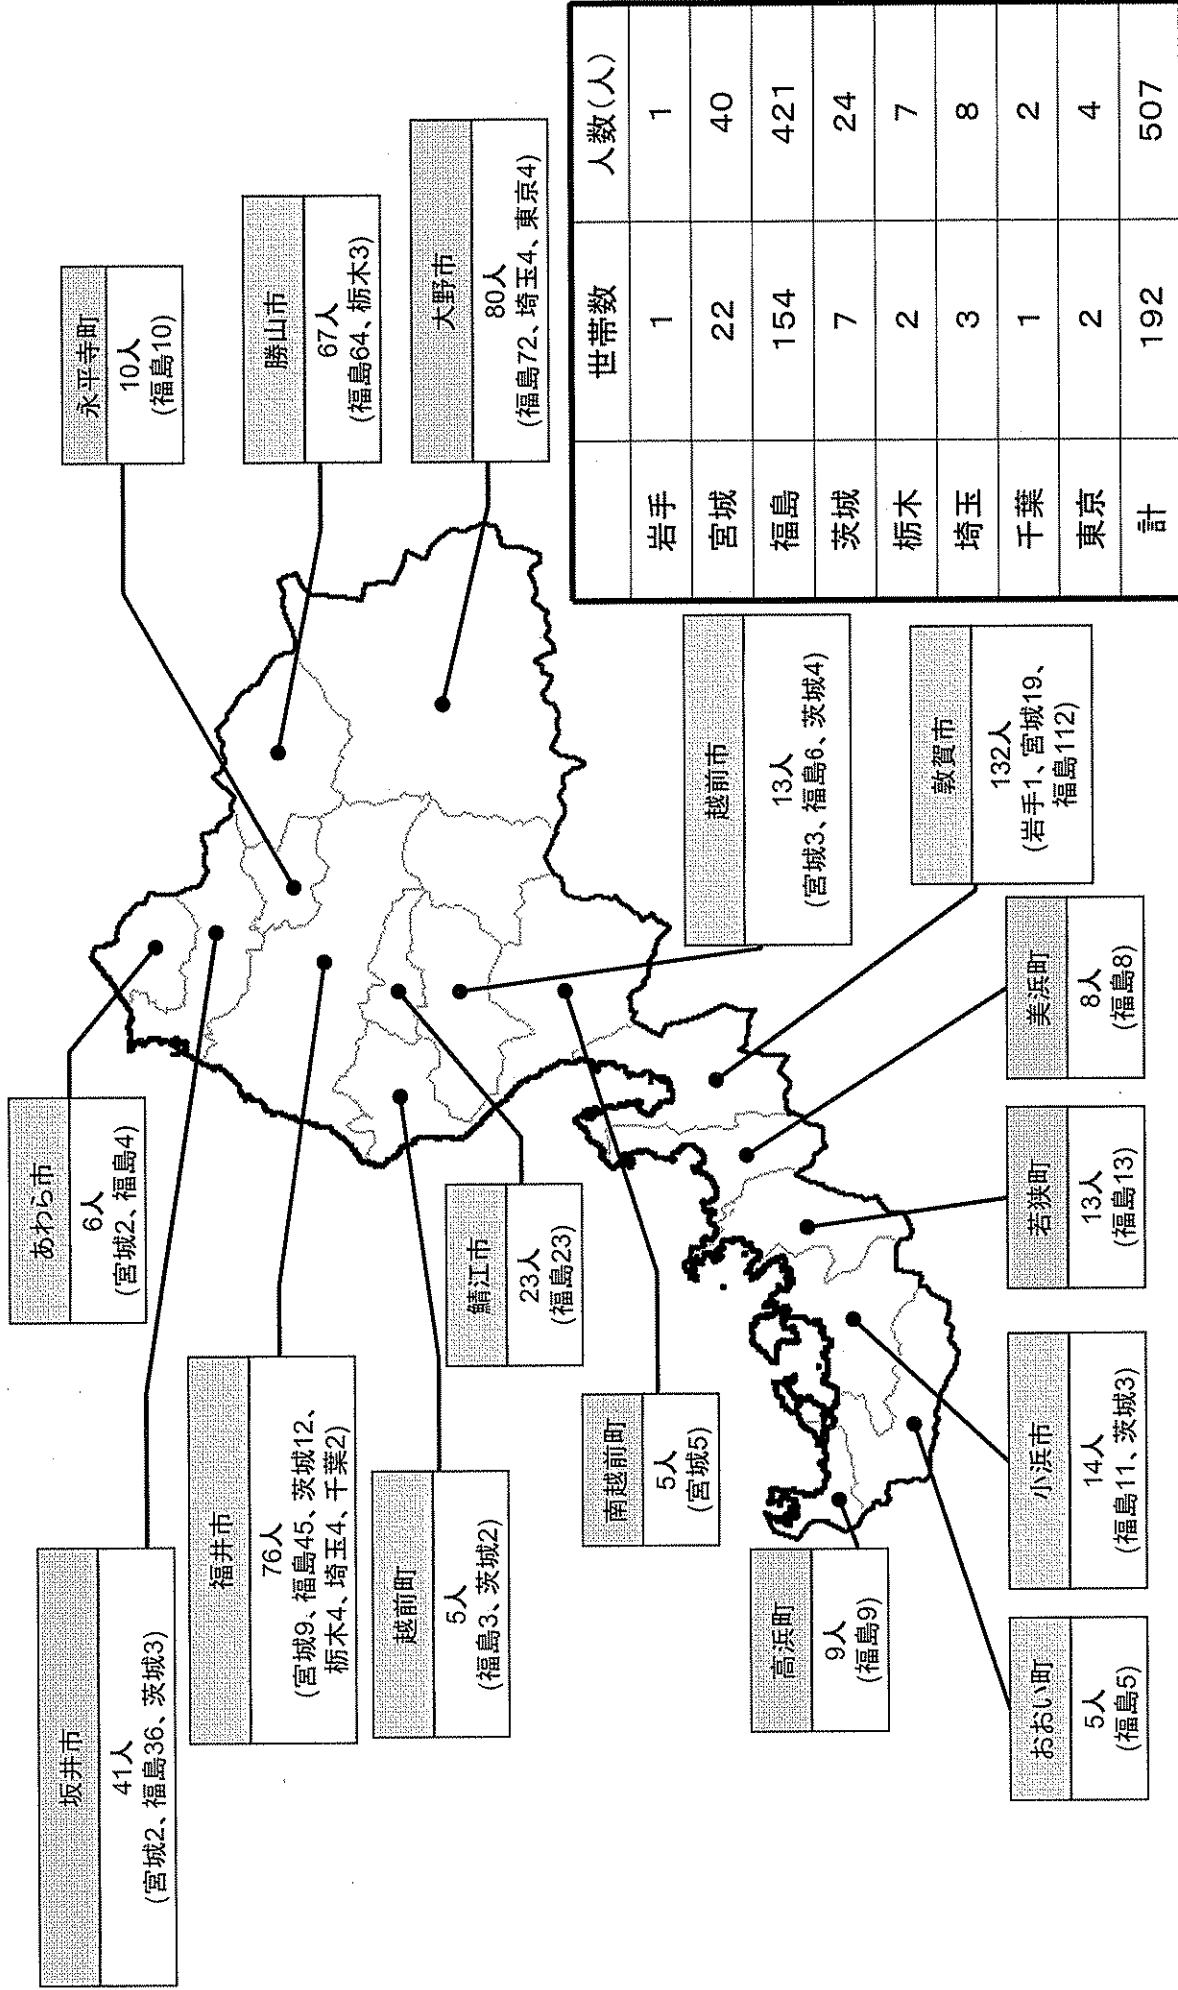 坂井市
41人
(宮城2、福島36、茨城3)
あわら市
6人
(宮城2、福島4)
永平寺町
10人
(福島10)
福井市
76人
(宮城9、福島45、茨城12、
栃木4、埼玉4、千葉2)
勝山市
67人
(福島64、栃木3)
越前町
5人
(福島3、茨城2)
鯖江市
23人
(福島23)
大野市
80人
(福島72、埼玉4、東京4)
南越前町
5人
(宮城5)
越前市
13人
(宮城3、福島6、茨城4)
高浜町
9人
(福島9)
敦賀市
132人
(岩手1、宮城19、
福島112)
おおい町
5人
(福島5)
小浜市
14人
(福島11、茨城3)
若狭町
13人
(福島13)
美浜町
8人
(福島8)
世帯数 人数(人)
岩手 1 1
宮城 22 40
福島 154 421
茨城 7 24
栃木 2 7
埼玉 3 8
千葉 1 2
東京 2 4
計 192 507